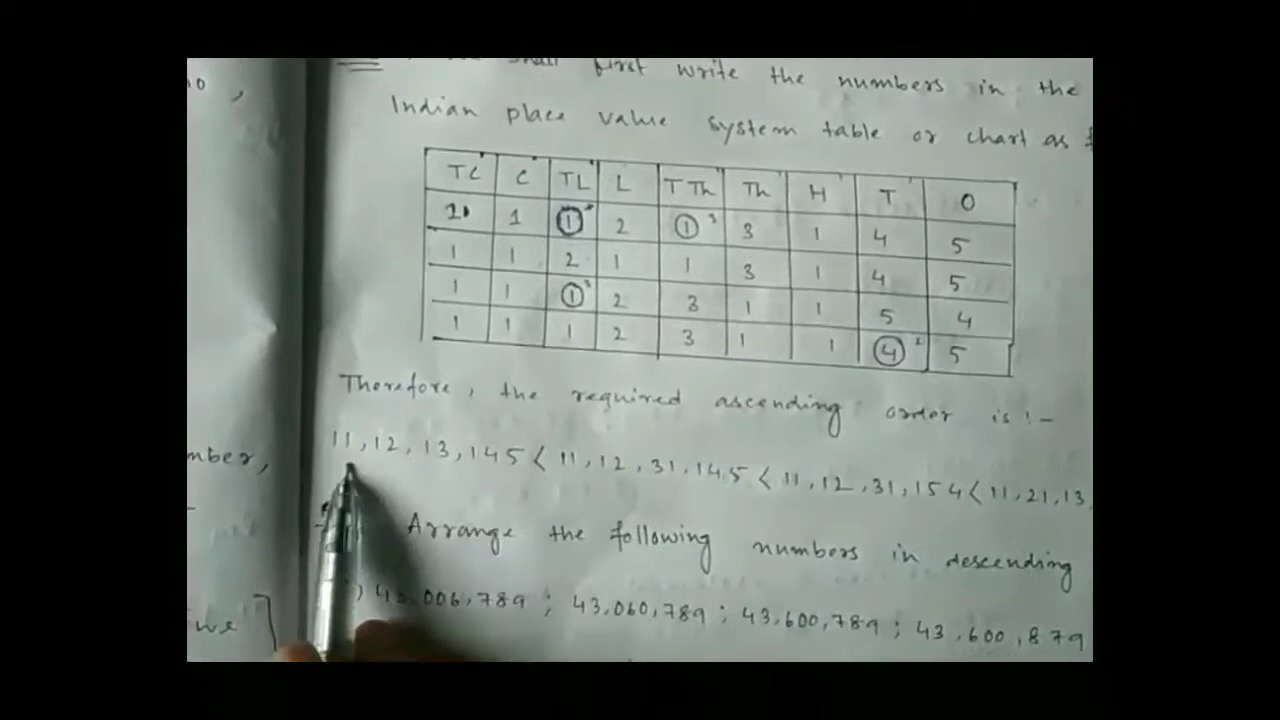 shall first write the numbers in the
Indian place value system table or chart as
TC C TL L T Th Th H T O
1 1 2 1 3 1 4 5
1 1 2 1 1 3 1 4 5
1 1 1 2 3 1 1 5 4
1 1 1 2 3 1 1 4 5
Therefore, the required ascending order is :-
11,12,13,145 < 11,12,31,145 < 11,12,31,154 < 11,21,13,
mber,
Arrange the following numbers in descending
) 43,006,789 ; 43,060,789 ; 43,600,789 ; 43,600,879